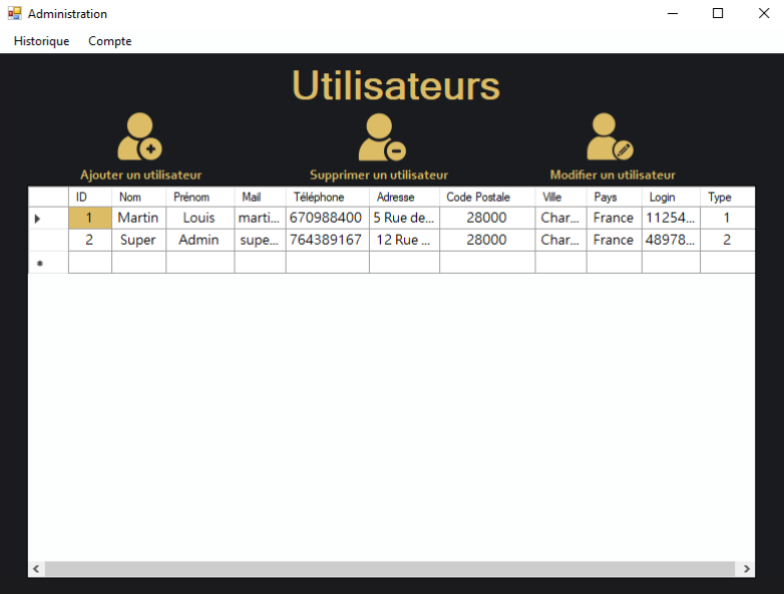 Administration
Historique Compte
Utilisateurs
Ajouter un utilisateur Supprimer un utilisateur Modifier un utilisateur
ID Nom Prénom Mail Téléphone Adresse Code Postale Ville Pays Login Type
1 Martin Louis marti... 670988400 5 Rue de... 28000 Char... France 11254... 1
2 Super Admin supe... 764389167 12 Rue ... 28000 Char... France 48978... 2